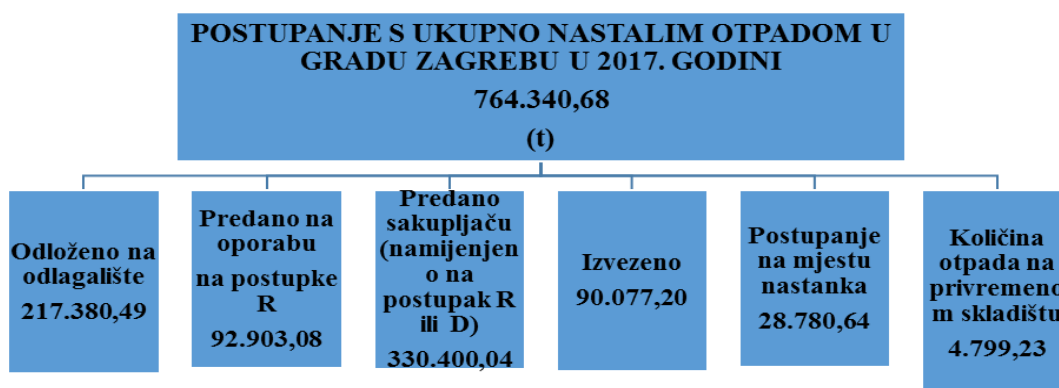 POSTUPANJE S UKUPNO NASTALIM OTPADOM U
GRADU ZAGREBU U 2017. GODINI
764.340,68
(t)
Odloženo na
odlagalište
217.380,49
Predano na
oporabu
na postupke
R
92.903,08
Predano
sakupljaču
(namijenjen
o na
postupak R
ili D)
330.400,04
Izvezeno
90.077,20
Postupanje
na mjestu
nastanka
28.780,64
Količina
otpada na
privremeno
m skladištu
4.799,23